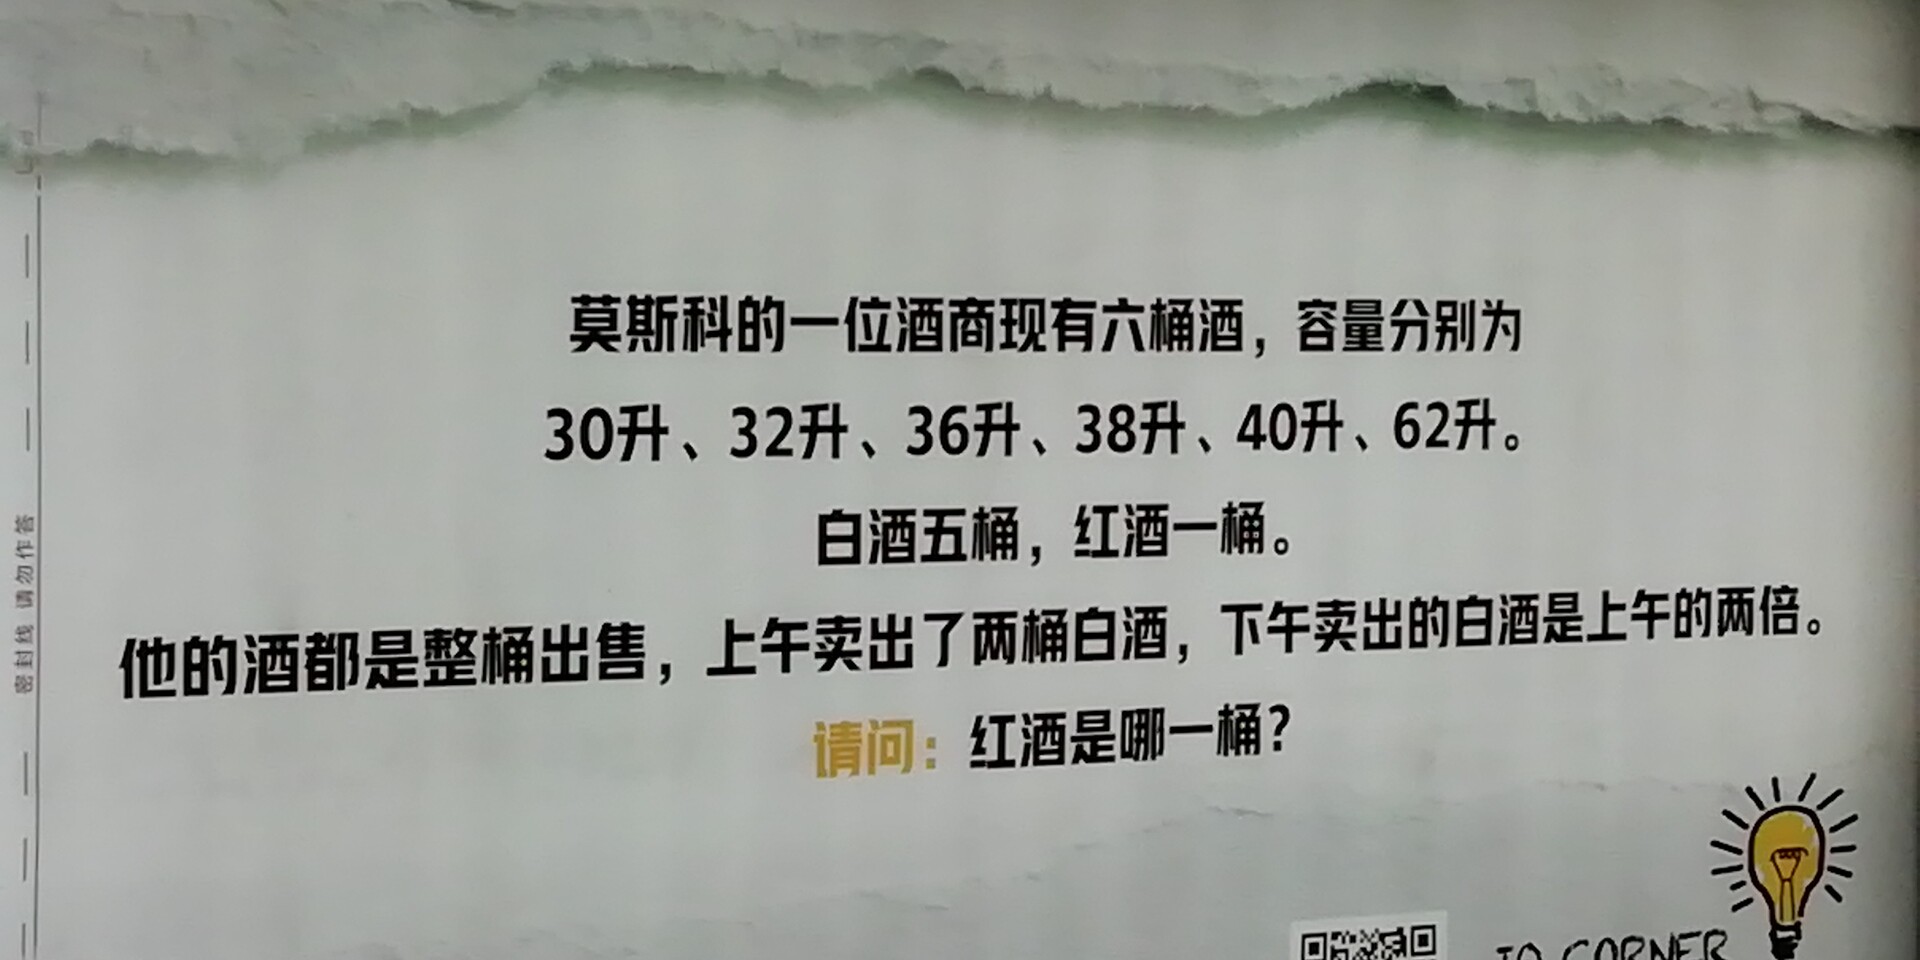 莫斯科的一位酒商现有六桶酒，容量分别为
30升、32升、36升、38升、40升、62升。
白酒五桶，红酒一桶。
他的酒都是整桶出售，上午卖出了两桶白酒，下午卖出的白酒是上午的两倍。
请问：红酒是哪一桶？
密封线 请勿作答
IQ CORNER